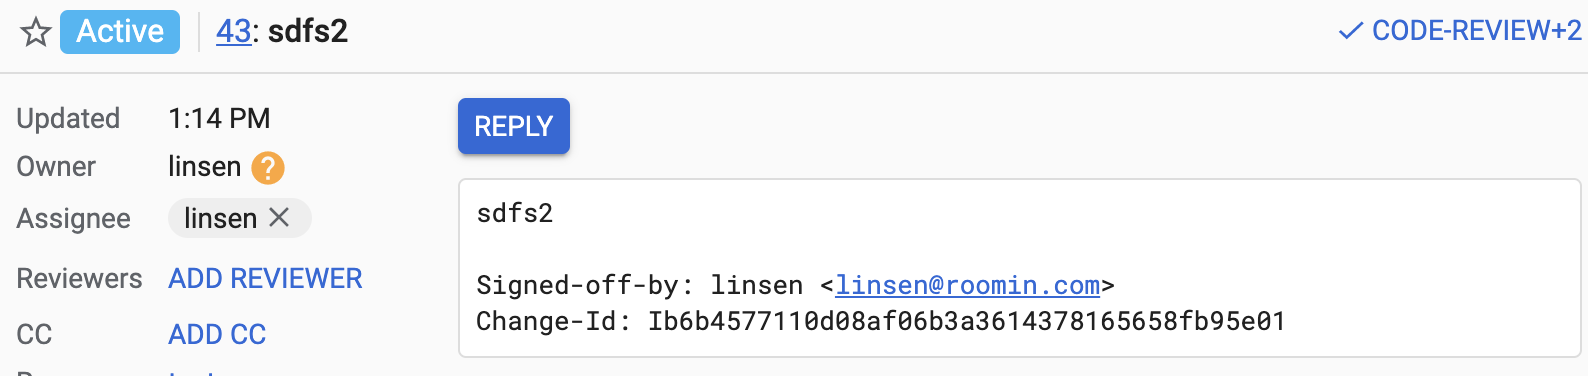 Active 43: sdfs2 CODE-REVIEW+2
Updated 1:14 PM
Owner linsen ?
Assignee linsen
Reviewers ADD REVIEWER
CC ADD CC
REPLY
sdfs2
Signed-off-by: linsen <linsen@roomin.com>
Change-Id: Ib6b4577110d08af06b3a3614378165658fb95e01